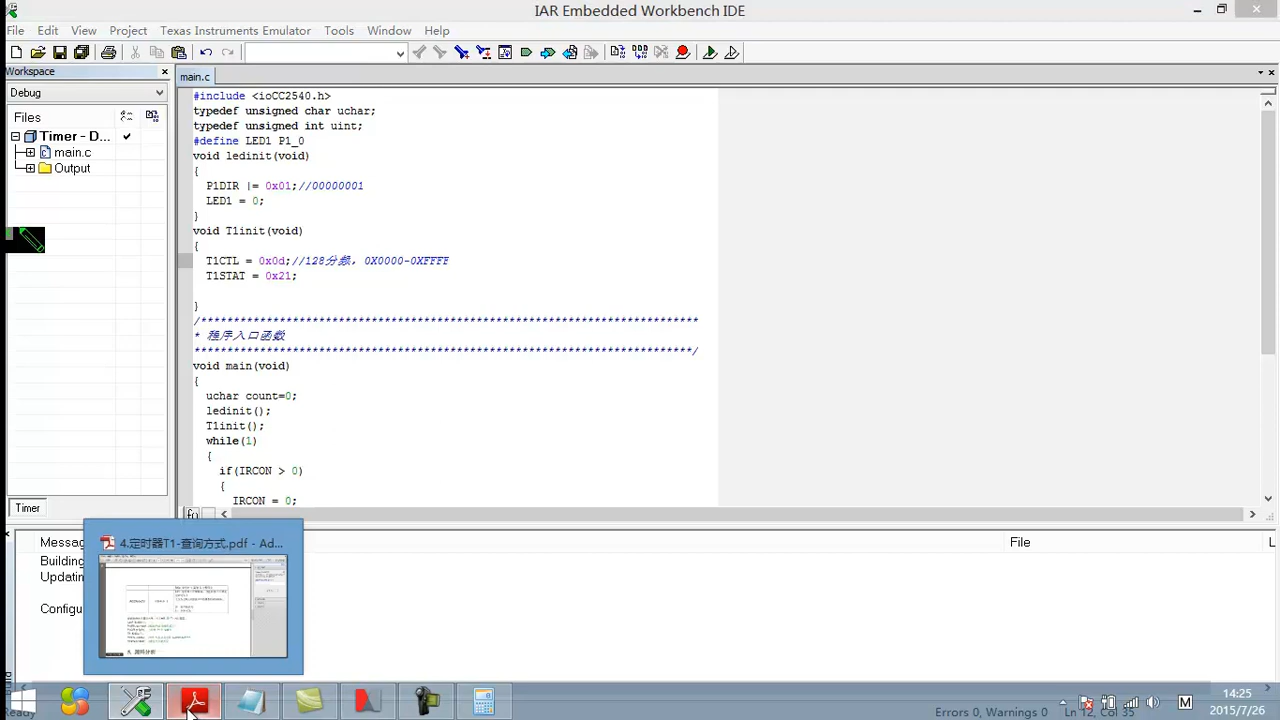 IAR Embedded Workbench IDE
File Edit View Project Texas Instruments Emulator Tools Window Help
Workspace
main.c
Debug
Files
Timer - D...
main.c
Output
Timer
#include <ioCC2540.h>
typedef unsigned char uchar;
typedef unsigned int uint;
#define LED1 P1_0
void ledinit(void)
{
P1DIR |= 0x01;//00000001
LED1 = 0;
}
void T1init(void)
{
T1CTL = 0x0d;//128分频, 0X0000-0XFFFF
T1STAT = 0x21;
}
/****************************************************************************
* 程序入口函数
****************************************************************************/
void main(void)
{
uchar count=0;
ledinit();
T1init();
while(1)
{
if(IRCON > 0)
{
IRCON = 0;
Messa
File
L
Building
Updatin
Configu
4.定时器T1-查询方式.pdf - Ad...
Ready
Errors 0, Warnings 0
Ln 12, Col 35
M
14:25
2015/7/26